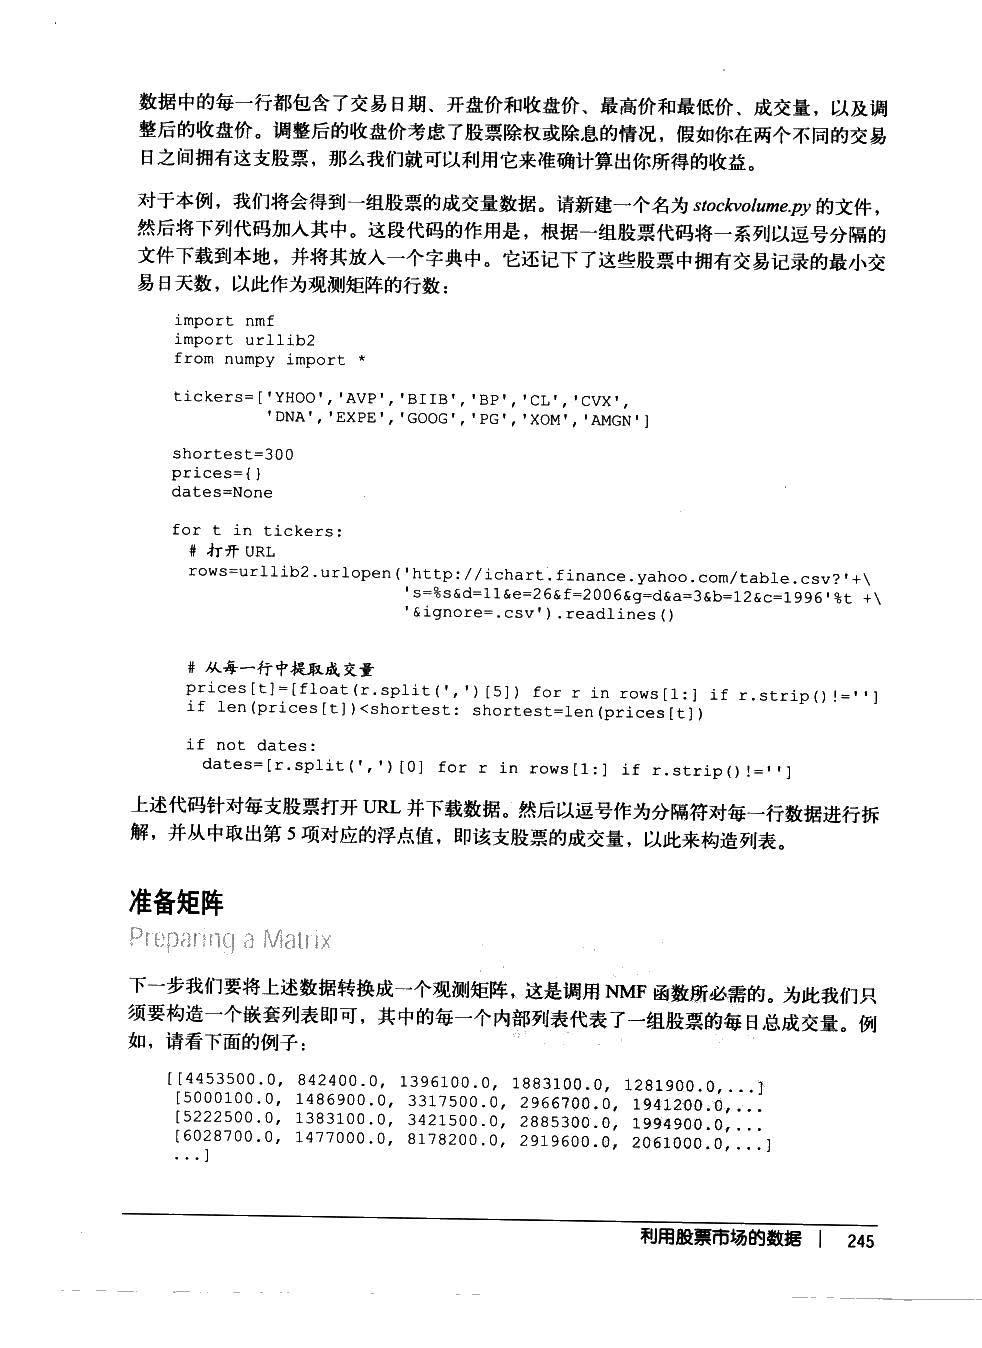 数据中的每一行都包含了交易日期、开盘价和收盘价、最高价和最低价、成交量，以及调
整后的收盘价。调整后的收盘价考虑了股票除权或除息的情况，假如你在两个不同的交易
日之间拥有这支股票，那么我们就可以利用它来准确计算出你所得的收益。
对于本例，我们将会得到一组股票的成交量数据。请新建一个名为 stockvolume.py 的文件，
然后将下列代码加入其中。这段代码的作用是，根据一组股票代码将一系列以逗号分隔的
文件下载到本地，并将其放入一个字典中。它还记下了这些股票中拥有交易记录的最小交
易日天数，以此作为观测矩阵的行数：
import nmf
import urllib2
from numpy import *
tickers=['YHOO','AVP','BIIB','BP','CL','CVX',
'DNA','EXPE','GOOG','PG','XOM','AMGN']
shortest=300
prices={}
dates=None
for t in tickers:
# 打开 URL
rows=urllib2.urlopen('http://ichart.finance.yahoo.com/table.csv?'+\
's=%s&d=11&e=26&f=2006&g=d&a=3&b=12&c=1996'%t +\
'&ignore=.csv').readlines()
# 从每一行中提取成交量
prices[t]=[float(r.split(',')[5]) for r in rows[1:] if r.strip()!='']
if len(prices[t])<shortest: shortest=len(prices[t])
if not dates:
dates=[r.split(',')[0] for r in rows[1:] if r.strip()!='']
上述代码针对每支股票打开 URL 并下载数据。然后以逗号作为分隔符对每一行数据进行拆
解，并从中取出第 5 项对应的浮点值，即该支股票的成交量，以此来构造列表。
准备矩阵
Preparing a Matrix
下一步我们要将上述数据转换成一个观测矩阵，这是调用 NMF 函数所必需的。为此我们只
须要构造一个嵌套列表即可，其中的每一个内部列表代表了一组股票的每日总成交量。例
如，请看下面的例子：
[[4453500.0, 842400.0, 1396100.0, 1883100.0, 1281900.0,...]
[5000100.0, 1486900.0, 3317500.0, 2966700.0, 1941200.0,...
[5222500.0, 1383100.0, 3421500.0, 2885300.0, 1994900.0,...
[6028700.0, 1477000.0, 8178200.0, 2919600.0, 2061000.0,...]
...]
利用股票市场的数据 | 245